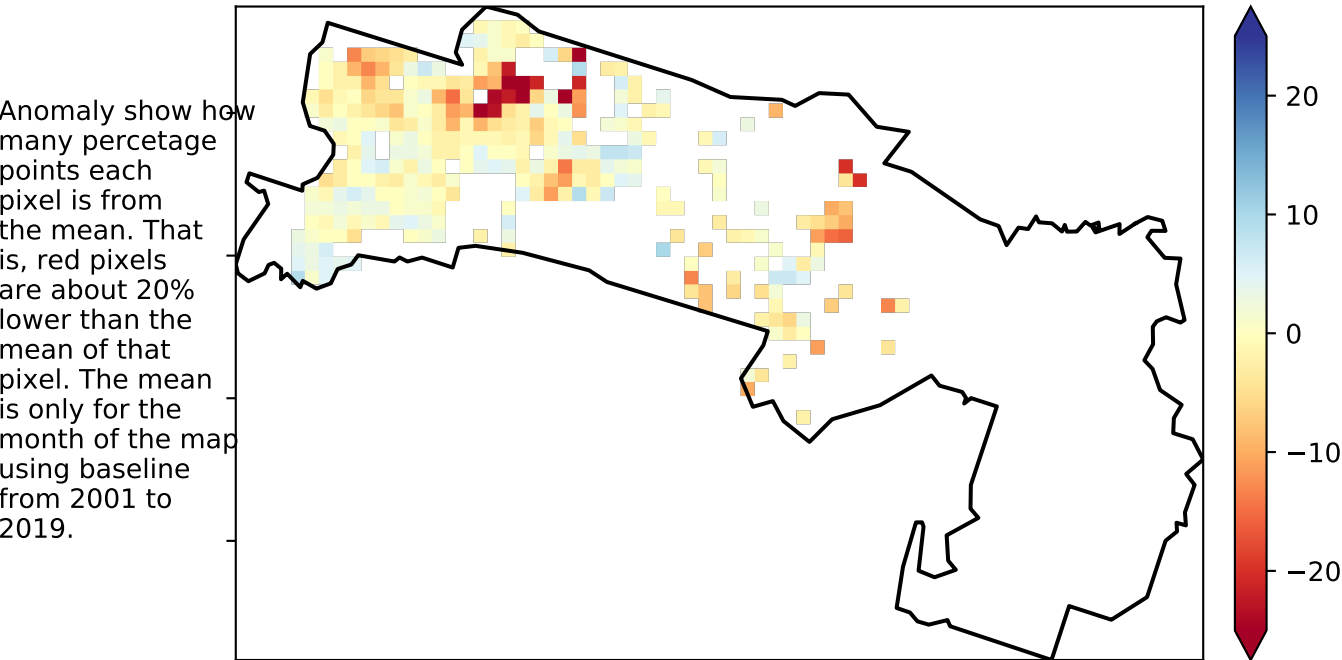 Anomaly show how
many percetage
points each
pixel is from
the mean. That
is, red pixels
are about 20%
lower than the
mean of that
pixel. The mean
is only for the
month of the map
using baseline
from 2001 to
2019.
20
10
0
−10
−20